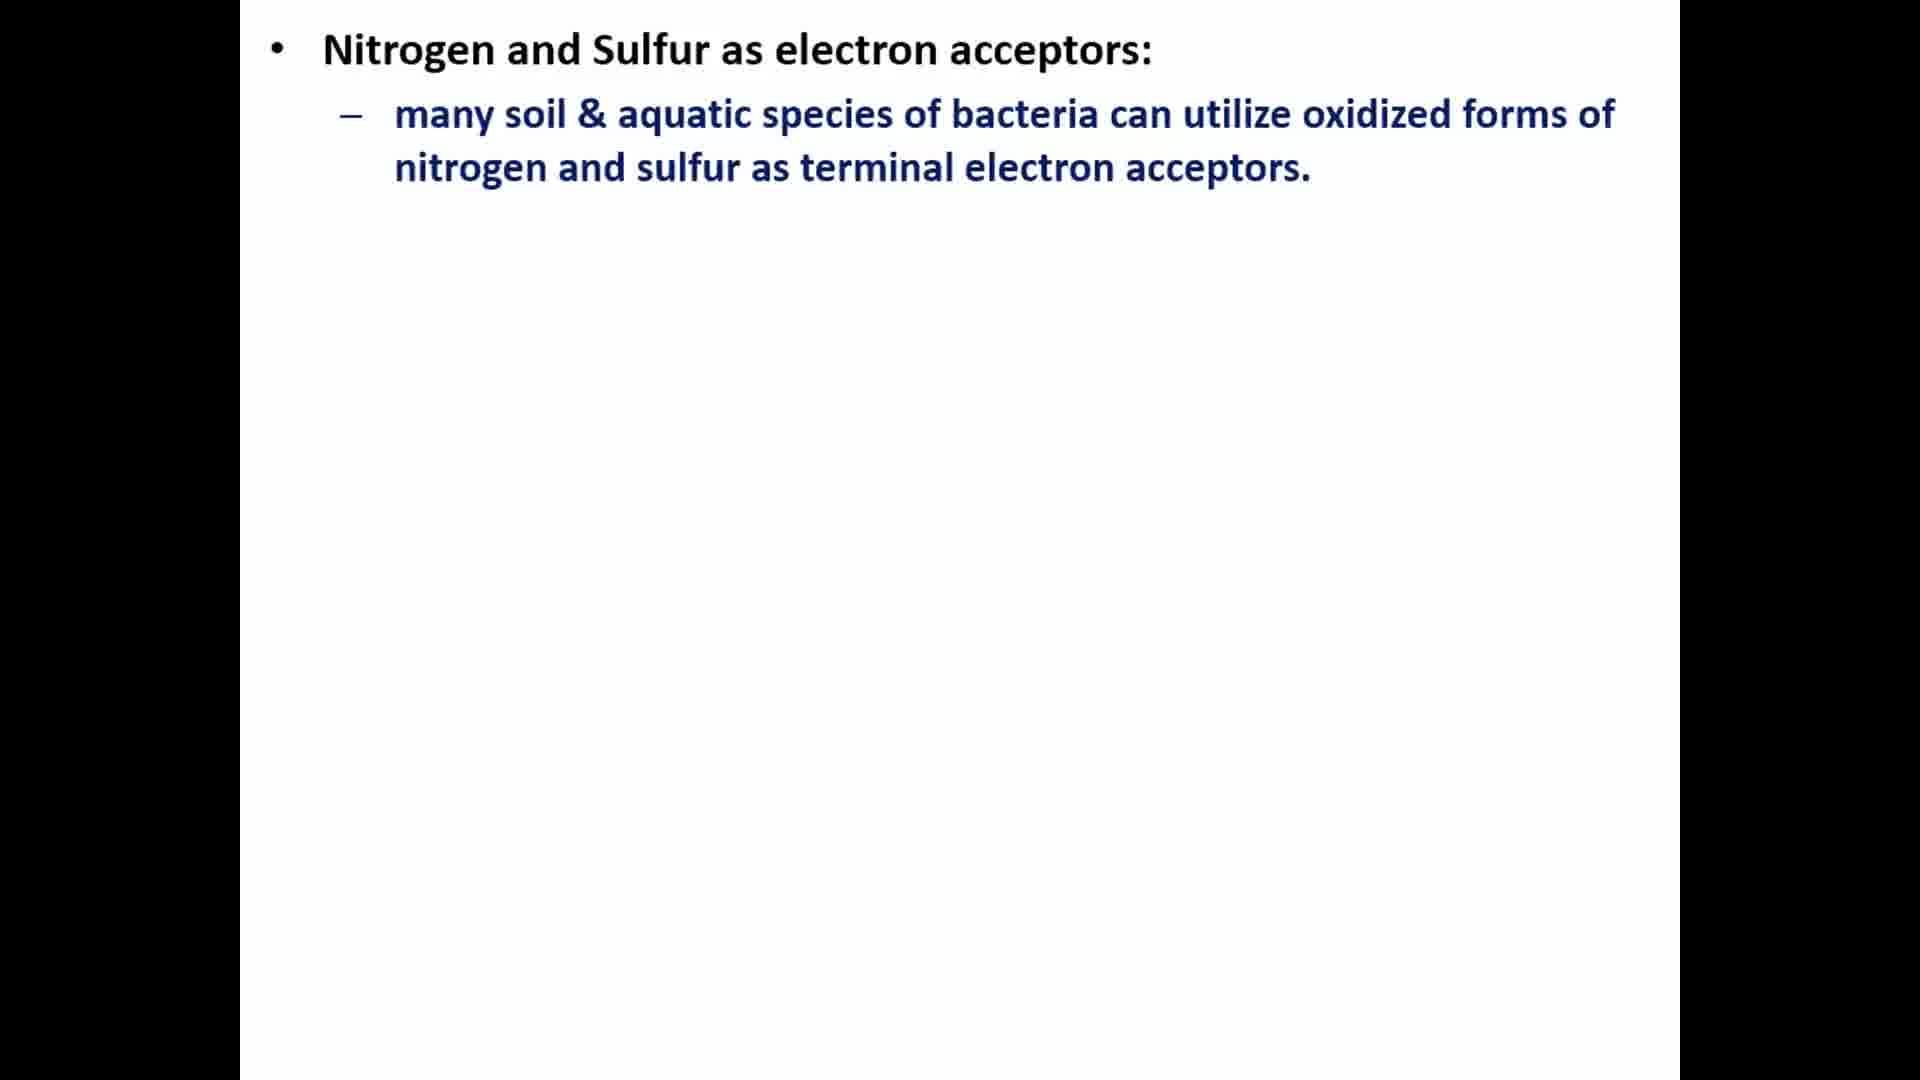 • Nitrogen and Sulfur as electron acceptors:
– many soil & aquatic species of bacteria can utilize oxidized forms of
nitrogen and sulfur as terminal electron acceptors.